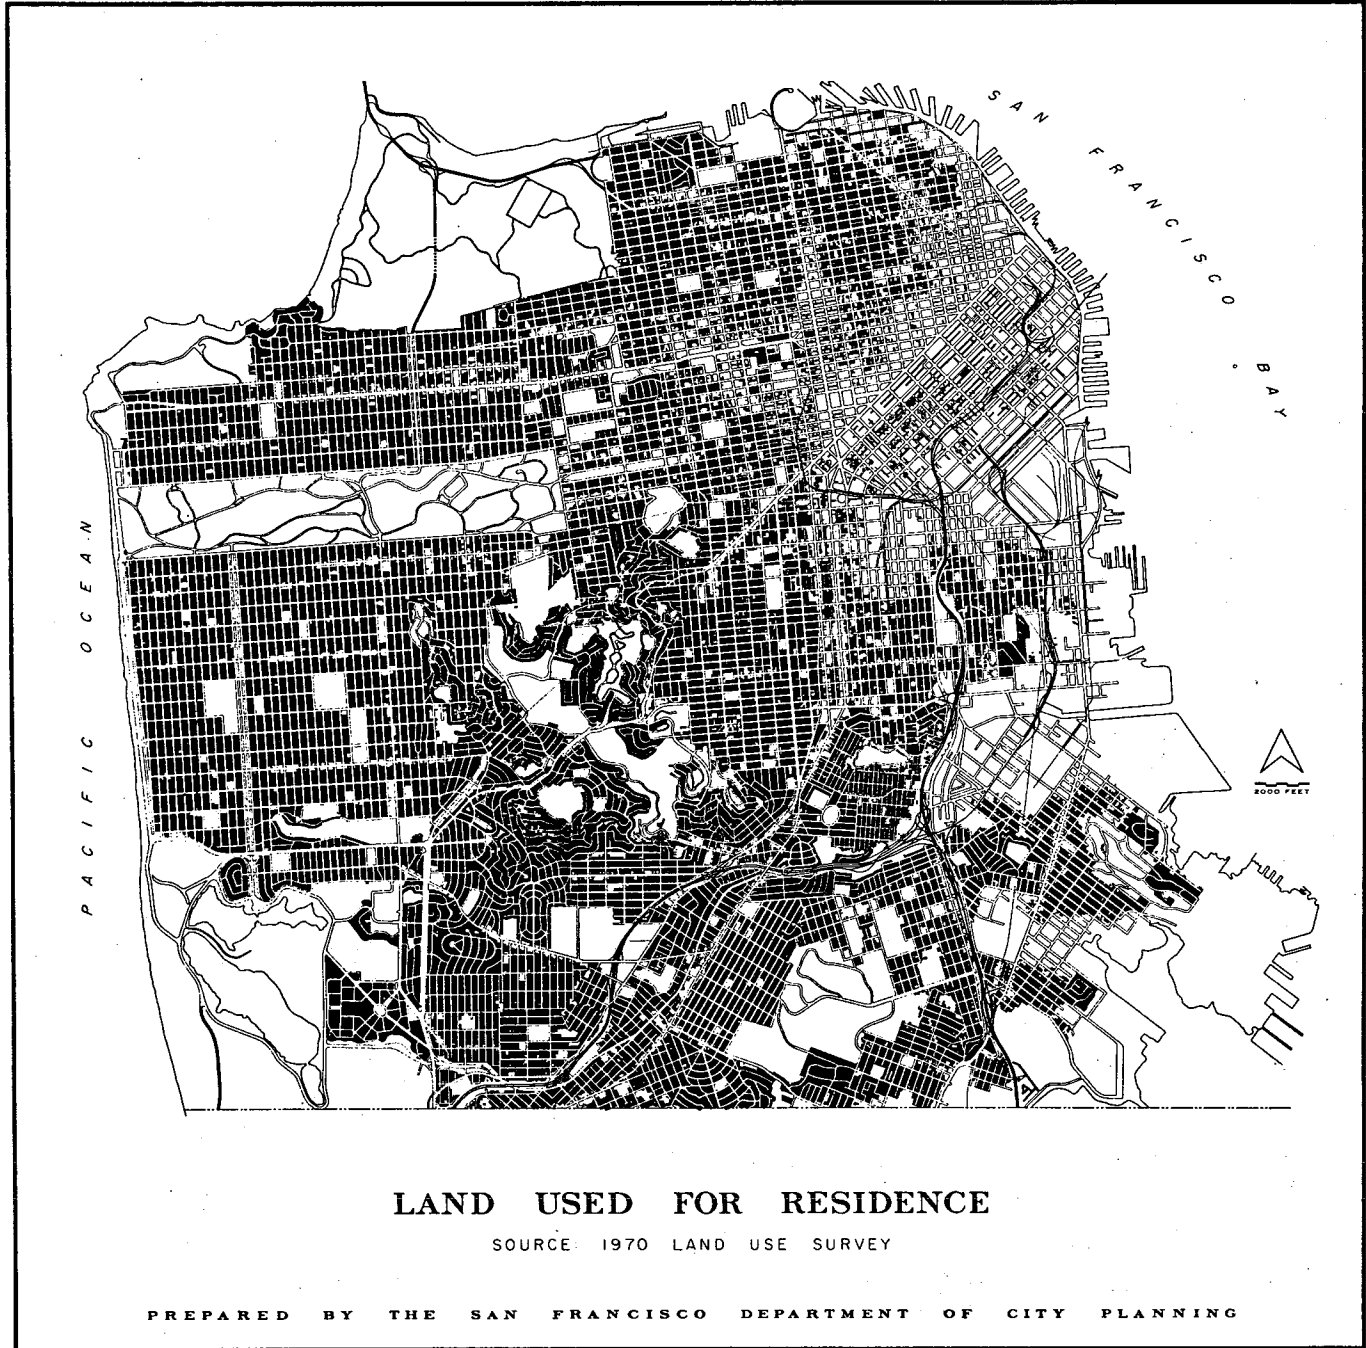 SAN FRANCISCO BAY
PACIFIC OCEAN
2000 FEET
LAND USED FOR RESIDENCE
SOURCE: 1970 LAND USE SURVEY
PREPARED BY THE SAN FRANCISCO DEPARTMENT OF CITY PLANNING